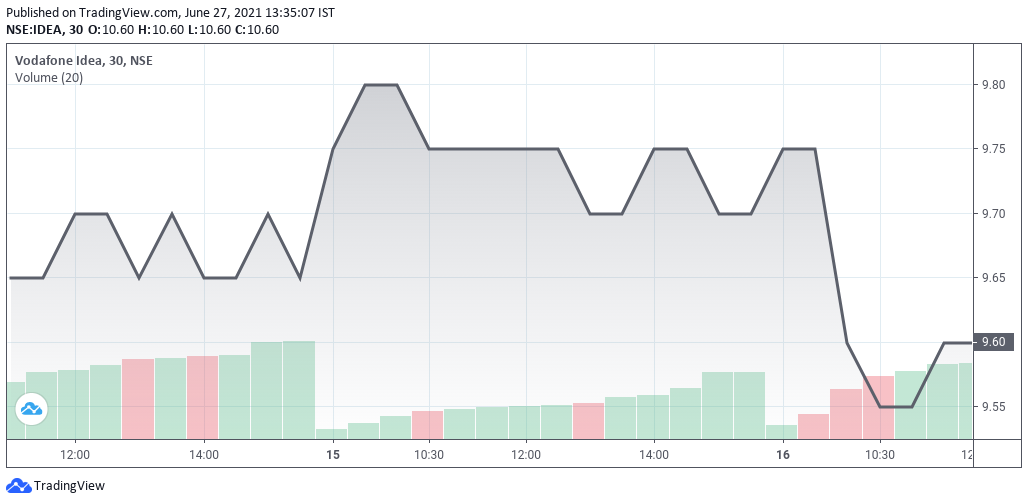 Published on TradingView.com, June 27, 2021 13:35:07 IST
NSE:IDEA, 30 O:10.60 H:10.60 L:10.60 C:10.60
Vodafone Idea, 30, NSE
Volume (20)
9.80
9.75
9.70
9.65
9.60
9.55
12:00 14:00 15 10:30 12:00 14:00 16 10:30 12
TradingView